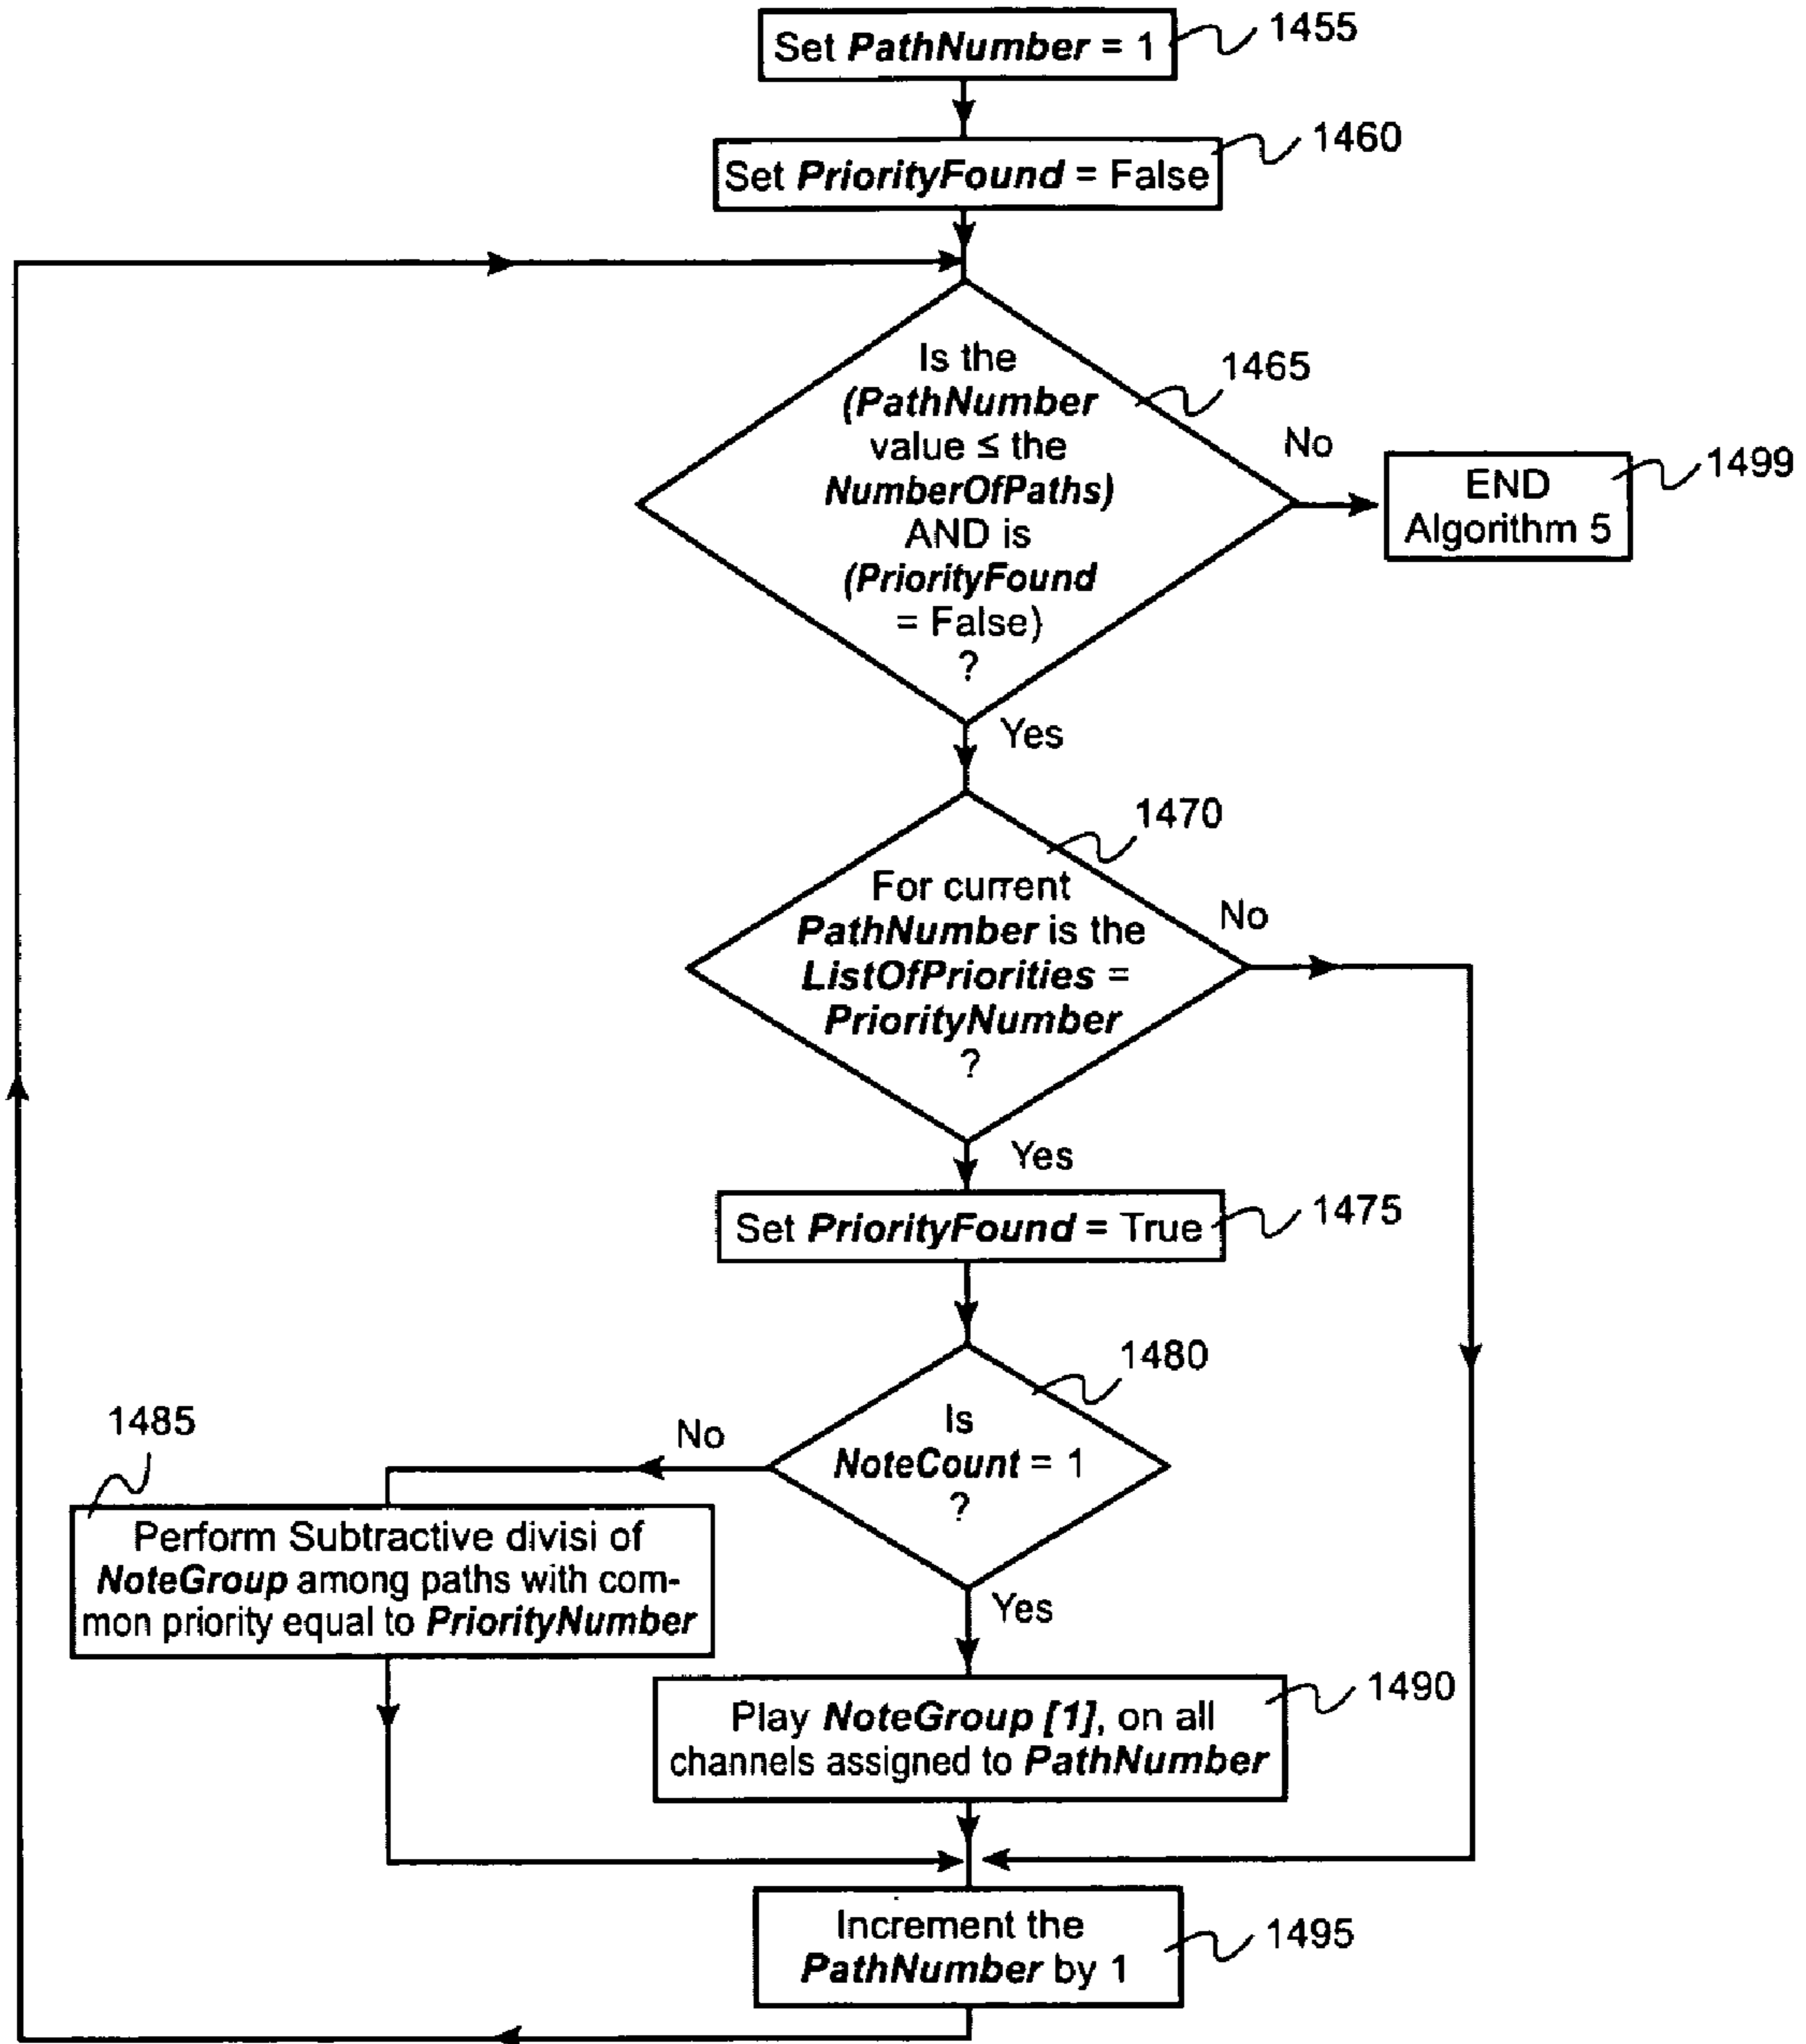 Set PathNumber = 1
1455
Set PriorityFound = False
1460
Is the
(PathNumber
value ≤ the
NumberOfPaths)
AND is
(PriorityFound
= False)
?
1465
No
END
Algorithm 5
1499
Yes
For current
PathNumber is the
ListOfPriorities =
PriorityNumber
?
1470
No
Yes
Set PriorityFound = True
1475
Is
NoteCount = 1
?
1480
No
1485
Perform Subtractive divisi of
NoteGroup among paths with com-
mon priority equal to PriorityNumber
Yes
Play NoteGroup [1], on all
channels assigned to PathNumber
1490
Increment the
PathNumber by 1
1495